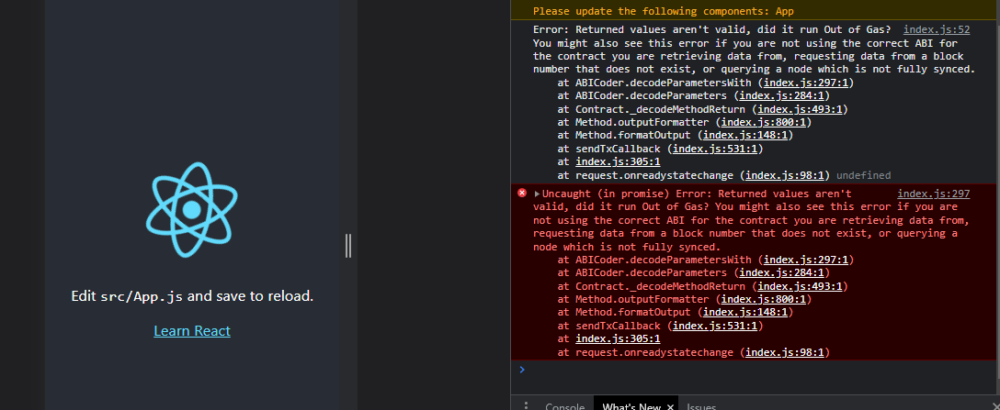 Please update the following components: App
Error: Returned values aren't valid, did it run Out of Gas? index.js:52
You might also see this error if you are not using the correct ABI for
the contract you are retrieving data from, requesting data from a block
number that does not exist, or querying a node which is not fully synced.
at ABICoder.decodeParametersWith (index.js:297:1)
at ABICoder.decodeParameters (index.js:284:1)
at Contract._decodeMethodReturn (index.js:493:1)
at Method.outputFormatter (index.js:800:1)
at Method.formatOutput (index.js:148:1)
at sendTxCallback (index.js:531:1)
at index.js:305:1
at request.onreadystatechange (index.js:98:1) undefined
Uncaught (in promise) Error: Returned values aren't index.js:297
valid, did it run Out of Gas? You might also see this error if you are
not using the correct ABI for the contract you are retrieving data from,
requesting data from a block number that does not exist, or querying a
node which is not fully synced.
at ABICoder.decodeParametersWith (index.js:297:1)
at ABICoder.decodeParameters (index.js:284:1)
at Contract._decodeMethodReturn (index.js:493:1)
at Method.outputFormatter (index.js:800:1)
at Method.formatOutput (index.js:148:1)
at sendTxCallback (index.js:531:1)
at index.js:305:1
at request.onreadystatechange (index.js:98:1)
Edit src/App.js and save to reload.
Learn React
Console What's New Issues